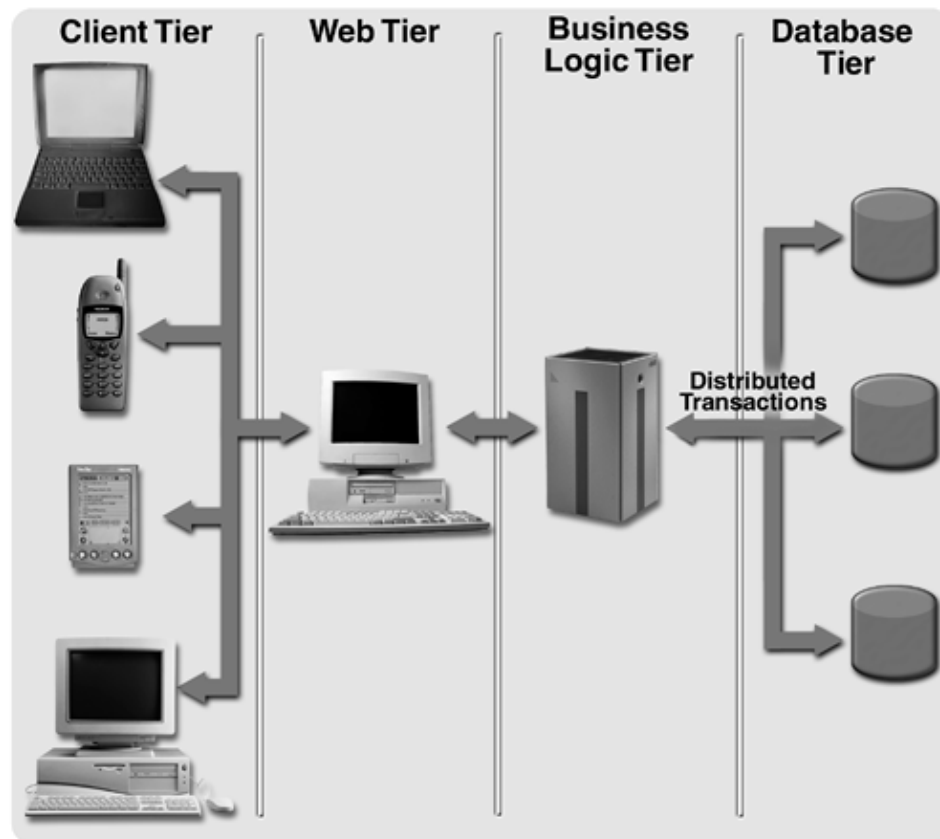 Client Tier
Web Tier
Business
Logic Tier
Database
Tier
Distributed
Transactions